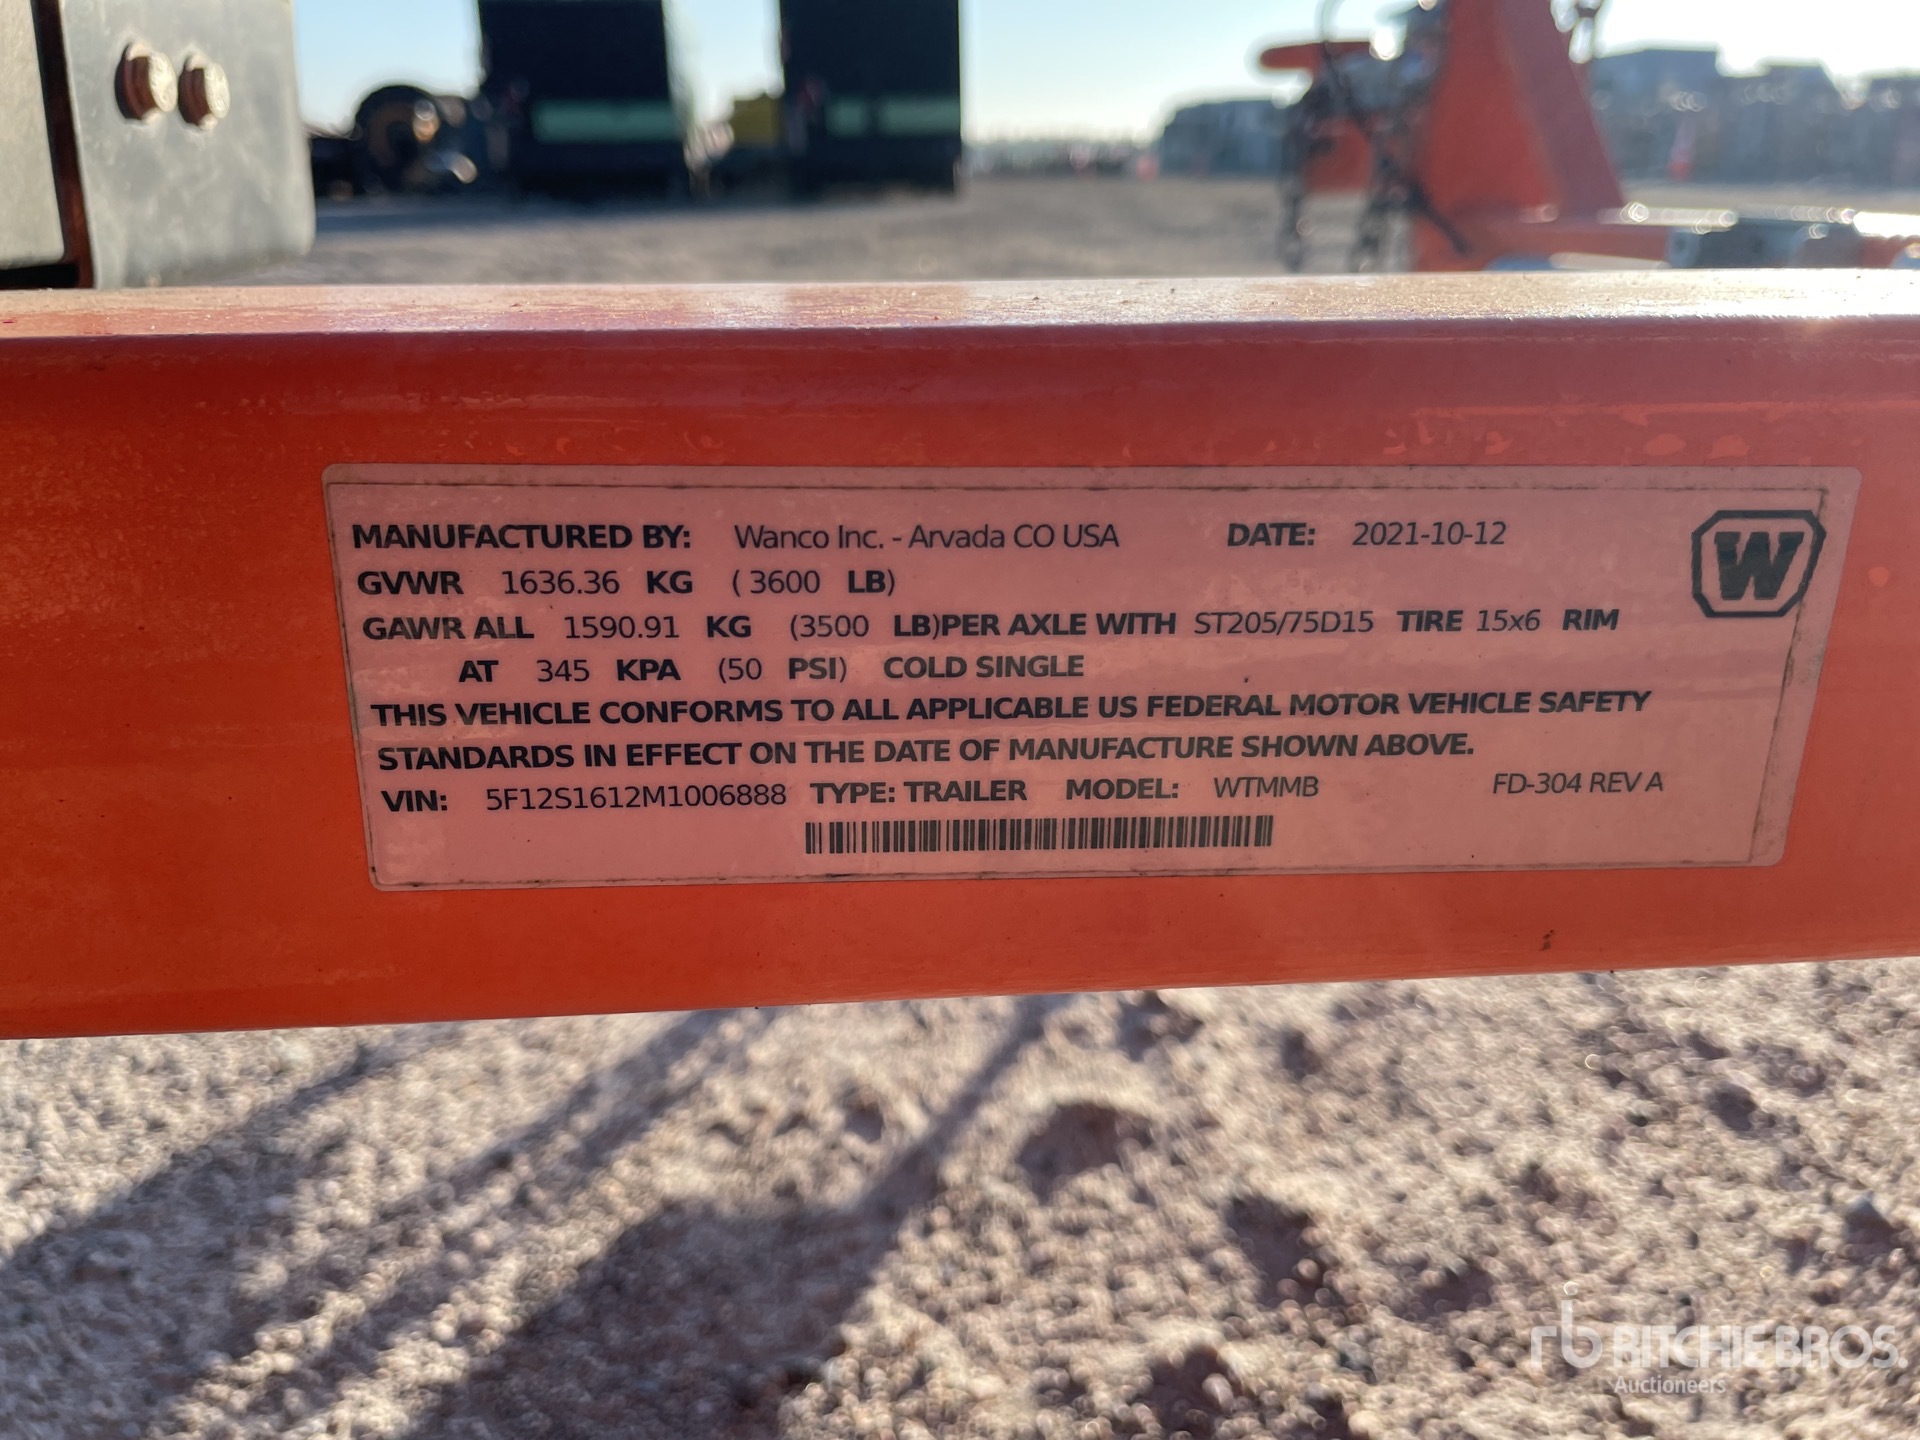 MANUFACTURED BY: Wanco Inc. - Arvada CO USA DATE: 2021-10-12
W
GVWR 1636.36 KG ( 3600 LB)
GAWR ALL 1590.91 KG (3500 LB)PER AXLE WITH ST205/75D15 TIRE 15x6 RIM
AT 345 KPA (50 PSI) COLD SINGLE
THIS VEHICLE CONFORMS TO ALL APPLICABLE US FEDERAL MOTOR VEHICLE SAFETY
STANDARDS IN EFFECT ON THE DATE OF MANUFACTURE SHOWN ABOVE.
VIN: 5F12S1612M1006888 TYPE: TRAILER MODEL: WTMMB FD-304 REV A
rb RITCHIE BROS.
Auctioneers